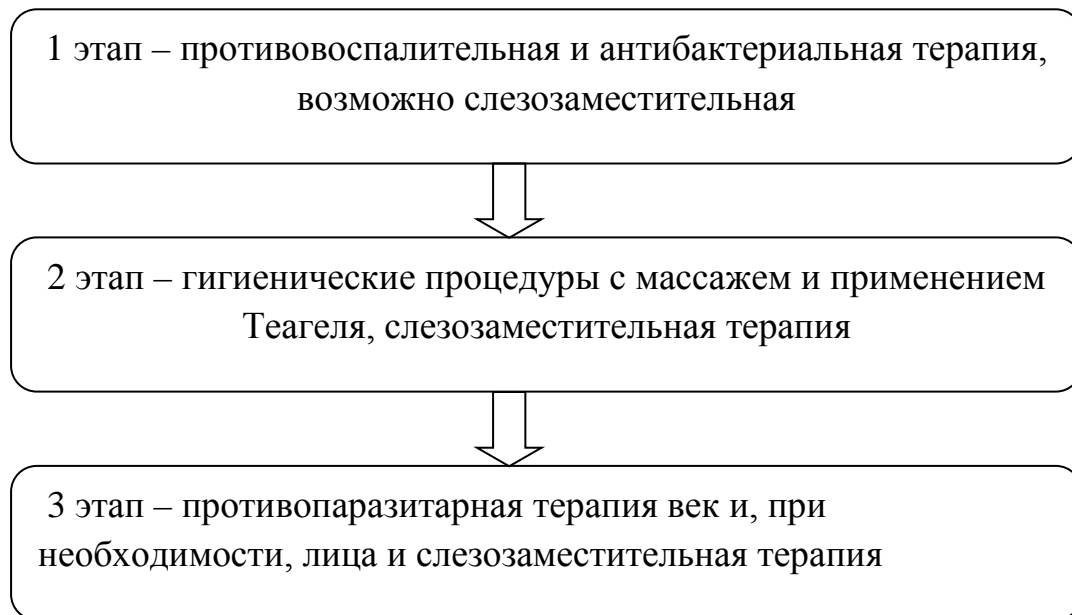 1 этап – противовоспалительная и антибактериальная терапия,
возможно слезозаместительная
2 этап – гигиенические процедуры с массажем и применением
Теагеля, слезозаместительная терапия
3 этап – противопаразитарная терапия век и, при
необходимости, лица и слезозаместительная терапия